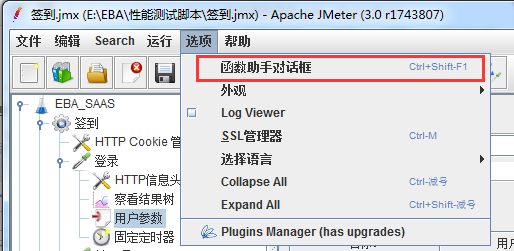 签到.jmx (E:\EBA\性能测试脚本\签到.jmx) - Apache JMeter (3.0 r1743807)
文件 编辑 Search 运行 选项 帮助
函数助手对话框 Ctrl+Shift-F1
外观
Log Viewer
SSL管理器 Ctrl-M
选择语言
Collapse All Ctrl-减号
Expand All Ctrl+Shift-减号
Plugins Manager (has upgrades)
EBA_SAAS
签到
HTTP Cookie 管
登录
HTTP信息头
察看结果树
用户参数
固定定时器